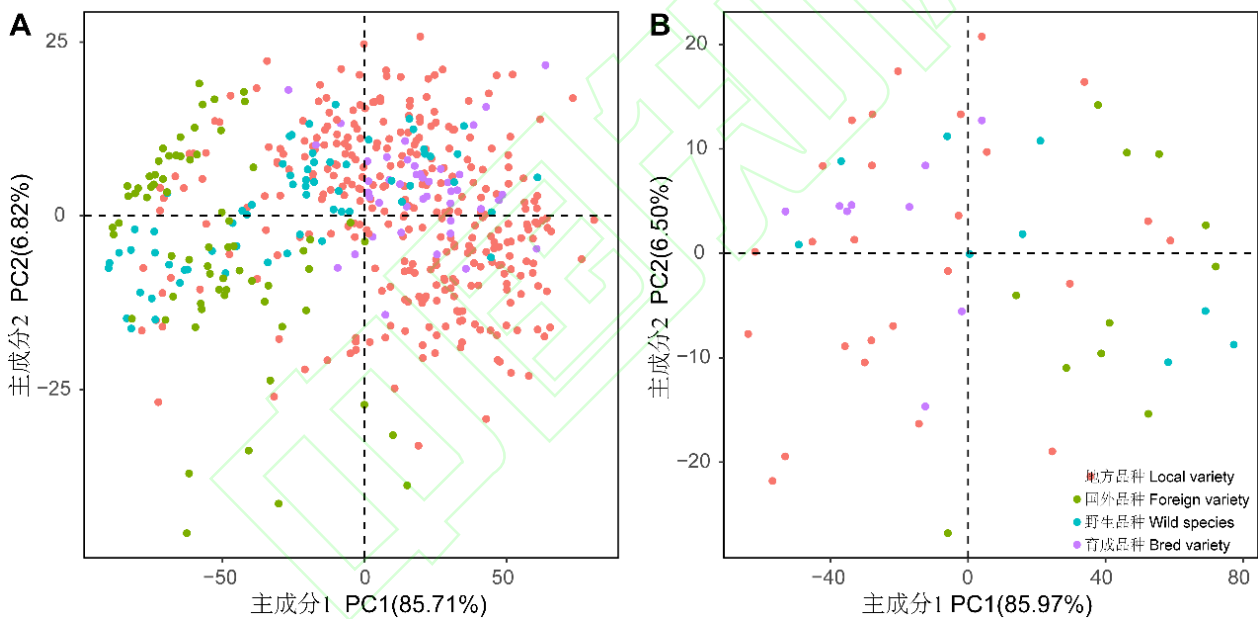 A
25
0
−25
主成分2 PC2(6.82%)
−50
0
50
主成分1 PC1(85.71%)
B
20
10
0
−10
−20
主成分2 PC2(6.50%)
−40
0
40
80
主成分1 PC1(85.97%)
地方品种 Local variety
国外品种 Foreign variety
野生品种 Wild species
育成品种 Bred variety